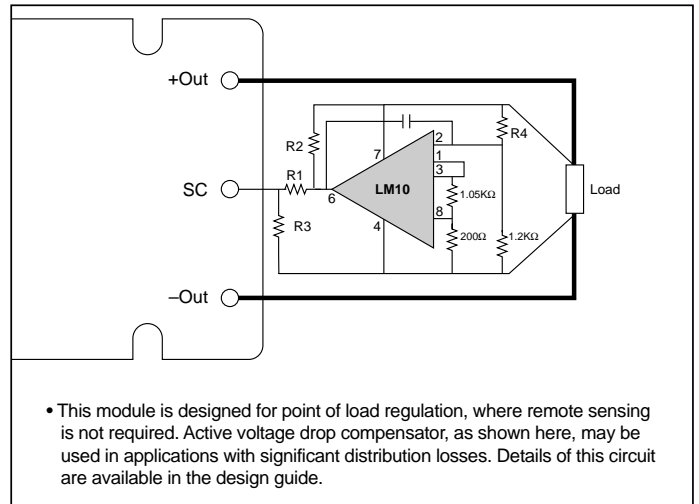 +Out
R4
R2
2
7
1
R1
3
SC
LM10
1.05KΩ
Load
6
8
4
R3
200Ω
1.2KΩ
–Out
• This module is designed for point of load regulation, where remote sensing
is not required. Active voltage drop compensator, as shown here, may be
used in applications with significant distribution losses. Details of this circuit
are available in the design guide.